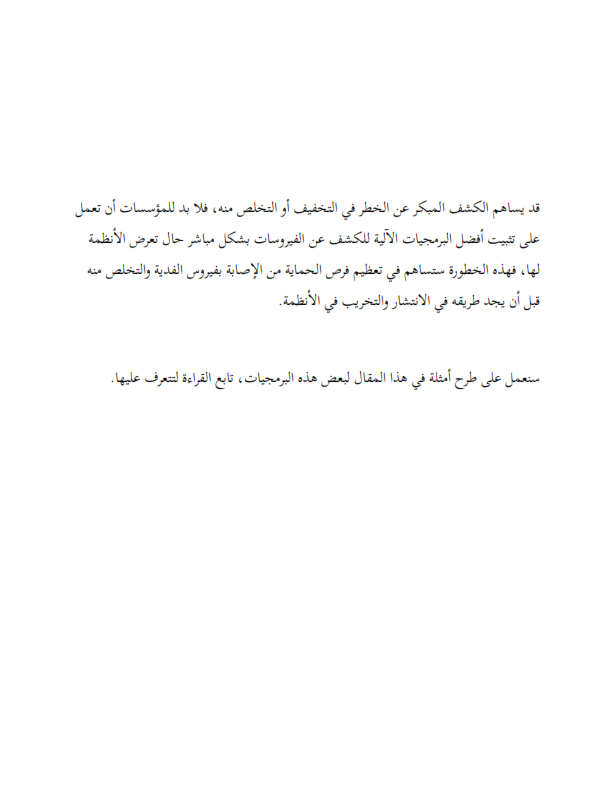 قد يساهم الكشف المبكر عن الخطر في التخفيف أو التخلص منه، فلا بد للمؤسسات أن تعمل
على تثبيت أفضل البرمجيات الآلية للكشف عن الفيروسات بشكل مباشر حال تعرض الأنظمة
لها، فهذه الخطورة ستساهم في تعظيم فرص الحماية من الإصابة بفيروس الفدية والتخلص منه
قبل أن يجد طريقه في الانتشار والتخريب في الأنظمة.
سنعمل على طرح أمثلة في هذا المقال لبعض هذه البرمجيات، تابع القراءة لتتعرف عليها.